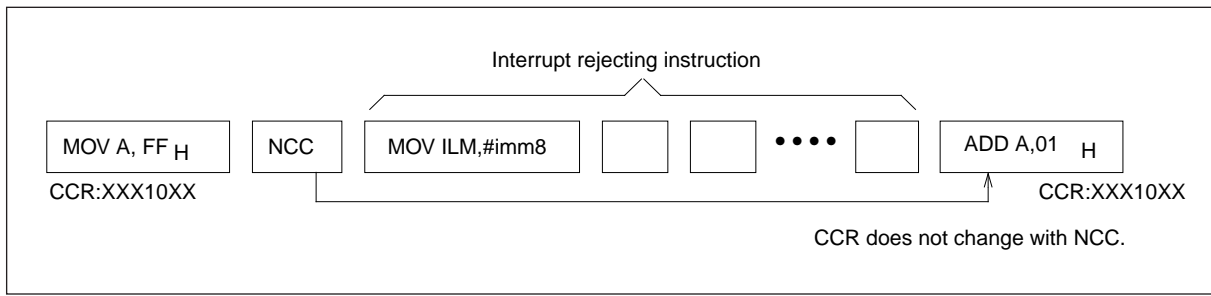 Interrupt rejecting instruction
MOV A, FF H
NCC
MOV ILM,#imm8
••••
ADD A,01 H
CCR:XXX10XX
CCR:XXX10XX
CCR does not change with NCC.